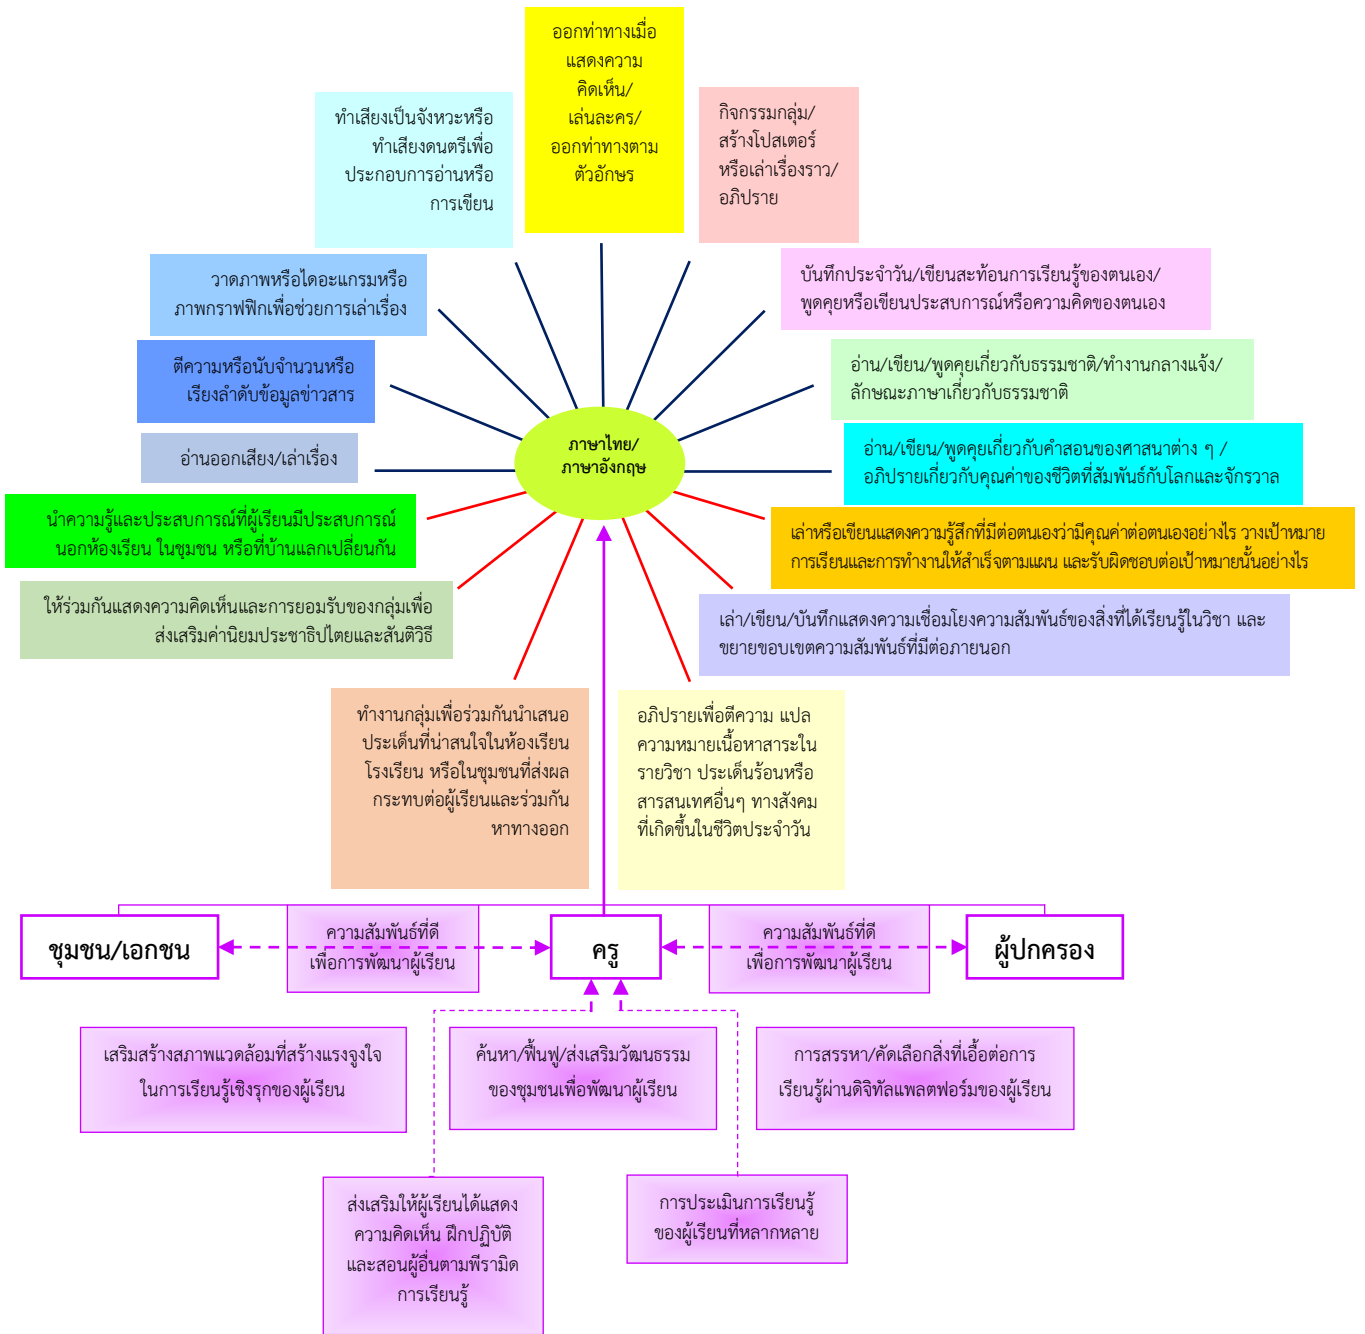 ออกท่าทางเมื่อ
แสดงความ
คิดเห็น/
เล่นละคร/
ออกท่าทางตาม
ตัวอักษร
ทำเสียงเป็นจังหวะหรือ
ทำเสียงดนตรีเพื่อ
ประกอบการอ่านหรือ
การเขียน
กิจกรรมกลุ่ม/
สร้างโปสเตอร์
หรือเล่าเรื่องราว/
อภิปราย
วาดภาพหรือไดอะแกรมหรือ
ภาพกราฟฟิกเพื่อช่วยการเล่าเรื่อง
บันทึกประจำวัน/เขียนสะท้อนการเรียนรู้ของตนเอง/
พูดคุยหรือเขียนประสบการณ์หรือความคิดของตนเอง
ตีความหรือนับจำนวนหรือ
เรียงลำดับข้อมูลข่าวสาร
อ่าน/เขียน/พูดคุยเกี่ยวกับธรรมชาติ/ทำงานกลางแจ้ง/
ลักษณะภาษาเกี่ยวกับธรรมชาติ
อ่านออกเสียง/เล่าเรื่อง
ภาษาไทย/
ภาษาอังกฤษ
อ่าน/เขียน/พูดคุยเกี่ยวกับคำสอนของศาสนาต่าง ๆ /
อภิปรายเกี่ยวกับคุณค่าของชีวิตที่สัมพันธ์กับโลกและจักรวาล
นำความรู้และประสบการณ์ที่ผู้เรียนมีประสบการณ์
นอกห้องเรียน ในชุมชน หรือที่บ้านแลกเปลี่ยนกัน
เล่าหรือเขียนแสดงความรู้สึกที่มีต่อตนเองว่ามีคุณค่าต่อตนเองอย่างไร วางเป้าหมาย
การเรียนและการทำงานให้สำเร็จตามแผน และรับผิดชอบต่อเป้าหมายนั้นอย่างไร
ให้ร่วมกันแสดงความคิดเห็นและการยอมรับของกลุ่มเพื่อ
ส่งเสริมค่านิยมประชาธิปไตยและสันติวิธี
เล่า/เขียน/บันทึกแสดงความเชื่อมโยงความสัมพันธ์ของสิ่งที่ได้เรียนรู้ในวิชา และ
ขยายขอบเขตความสัมพันธ์ที่มีต่อภายนอก
ทำงานกลุ่มเพื่อร่วมกันนำเสนอ
ประเด็นที่น่าสนใจในห้องเรียน
โรงเรียน หรือในชุมชนที่ส่งผล
กระทบต่อผู้เรียนและร่วมกัน
หาทางออก
อภิปรายเพื่อตีความ แปล
ความหมายเนื้อหาสาระใน
รายวิชา ประเด็นร้อนหรือ
สารสนเทศอื่นๆ ทางสังคม
ที่เกิดขึ้นในชีวิตประจำวัน
ชุมชน/เอกชน
ความสัมพันธ์ที่ดี
เพื่อการพัฒนาผู้เรียน
ครู
ความสัมพันธ์ที่ดี
เพื่อการพัฒนาผู้เรียน
ผู้ปกครอง
เสริมสร้างสภาพแวดล้อมที่สร้างแรงจูงใจ
ในการเรียนรู้เชิงรุกของผู้เรียน
ค้นหา/ฟื้นฟู/ส่งเสริมวัฒนธรรม
ของชุมชนเพื่อพัฒนาผู้เรียน
การสรรหา/คัดเลือกสิ่งที่เอื้อต่อการ
เรียนรู้ผ่านดิจิทัลแพลตฟอร์มของผู้เรียน
ส่งเสริมให้ผู้เรียนได้แสดง
ความคิดเห็น ฝึกปฏิบัติ
และสอนผู้อื่นตามพีรามิด
การเรียนรู้
การประเมินการเรียนรู้
ของผู้เรียนที่หลากหลาย